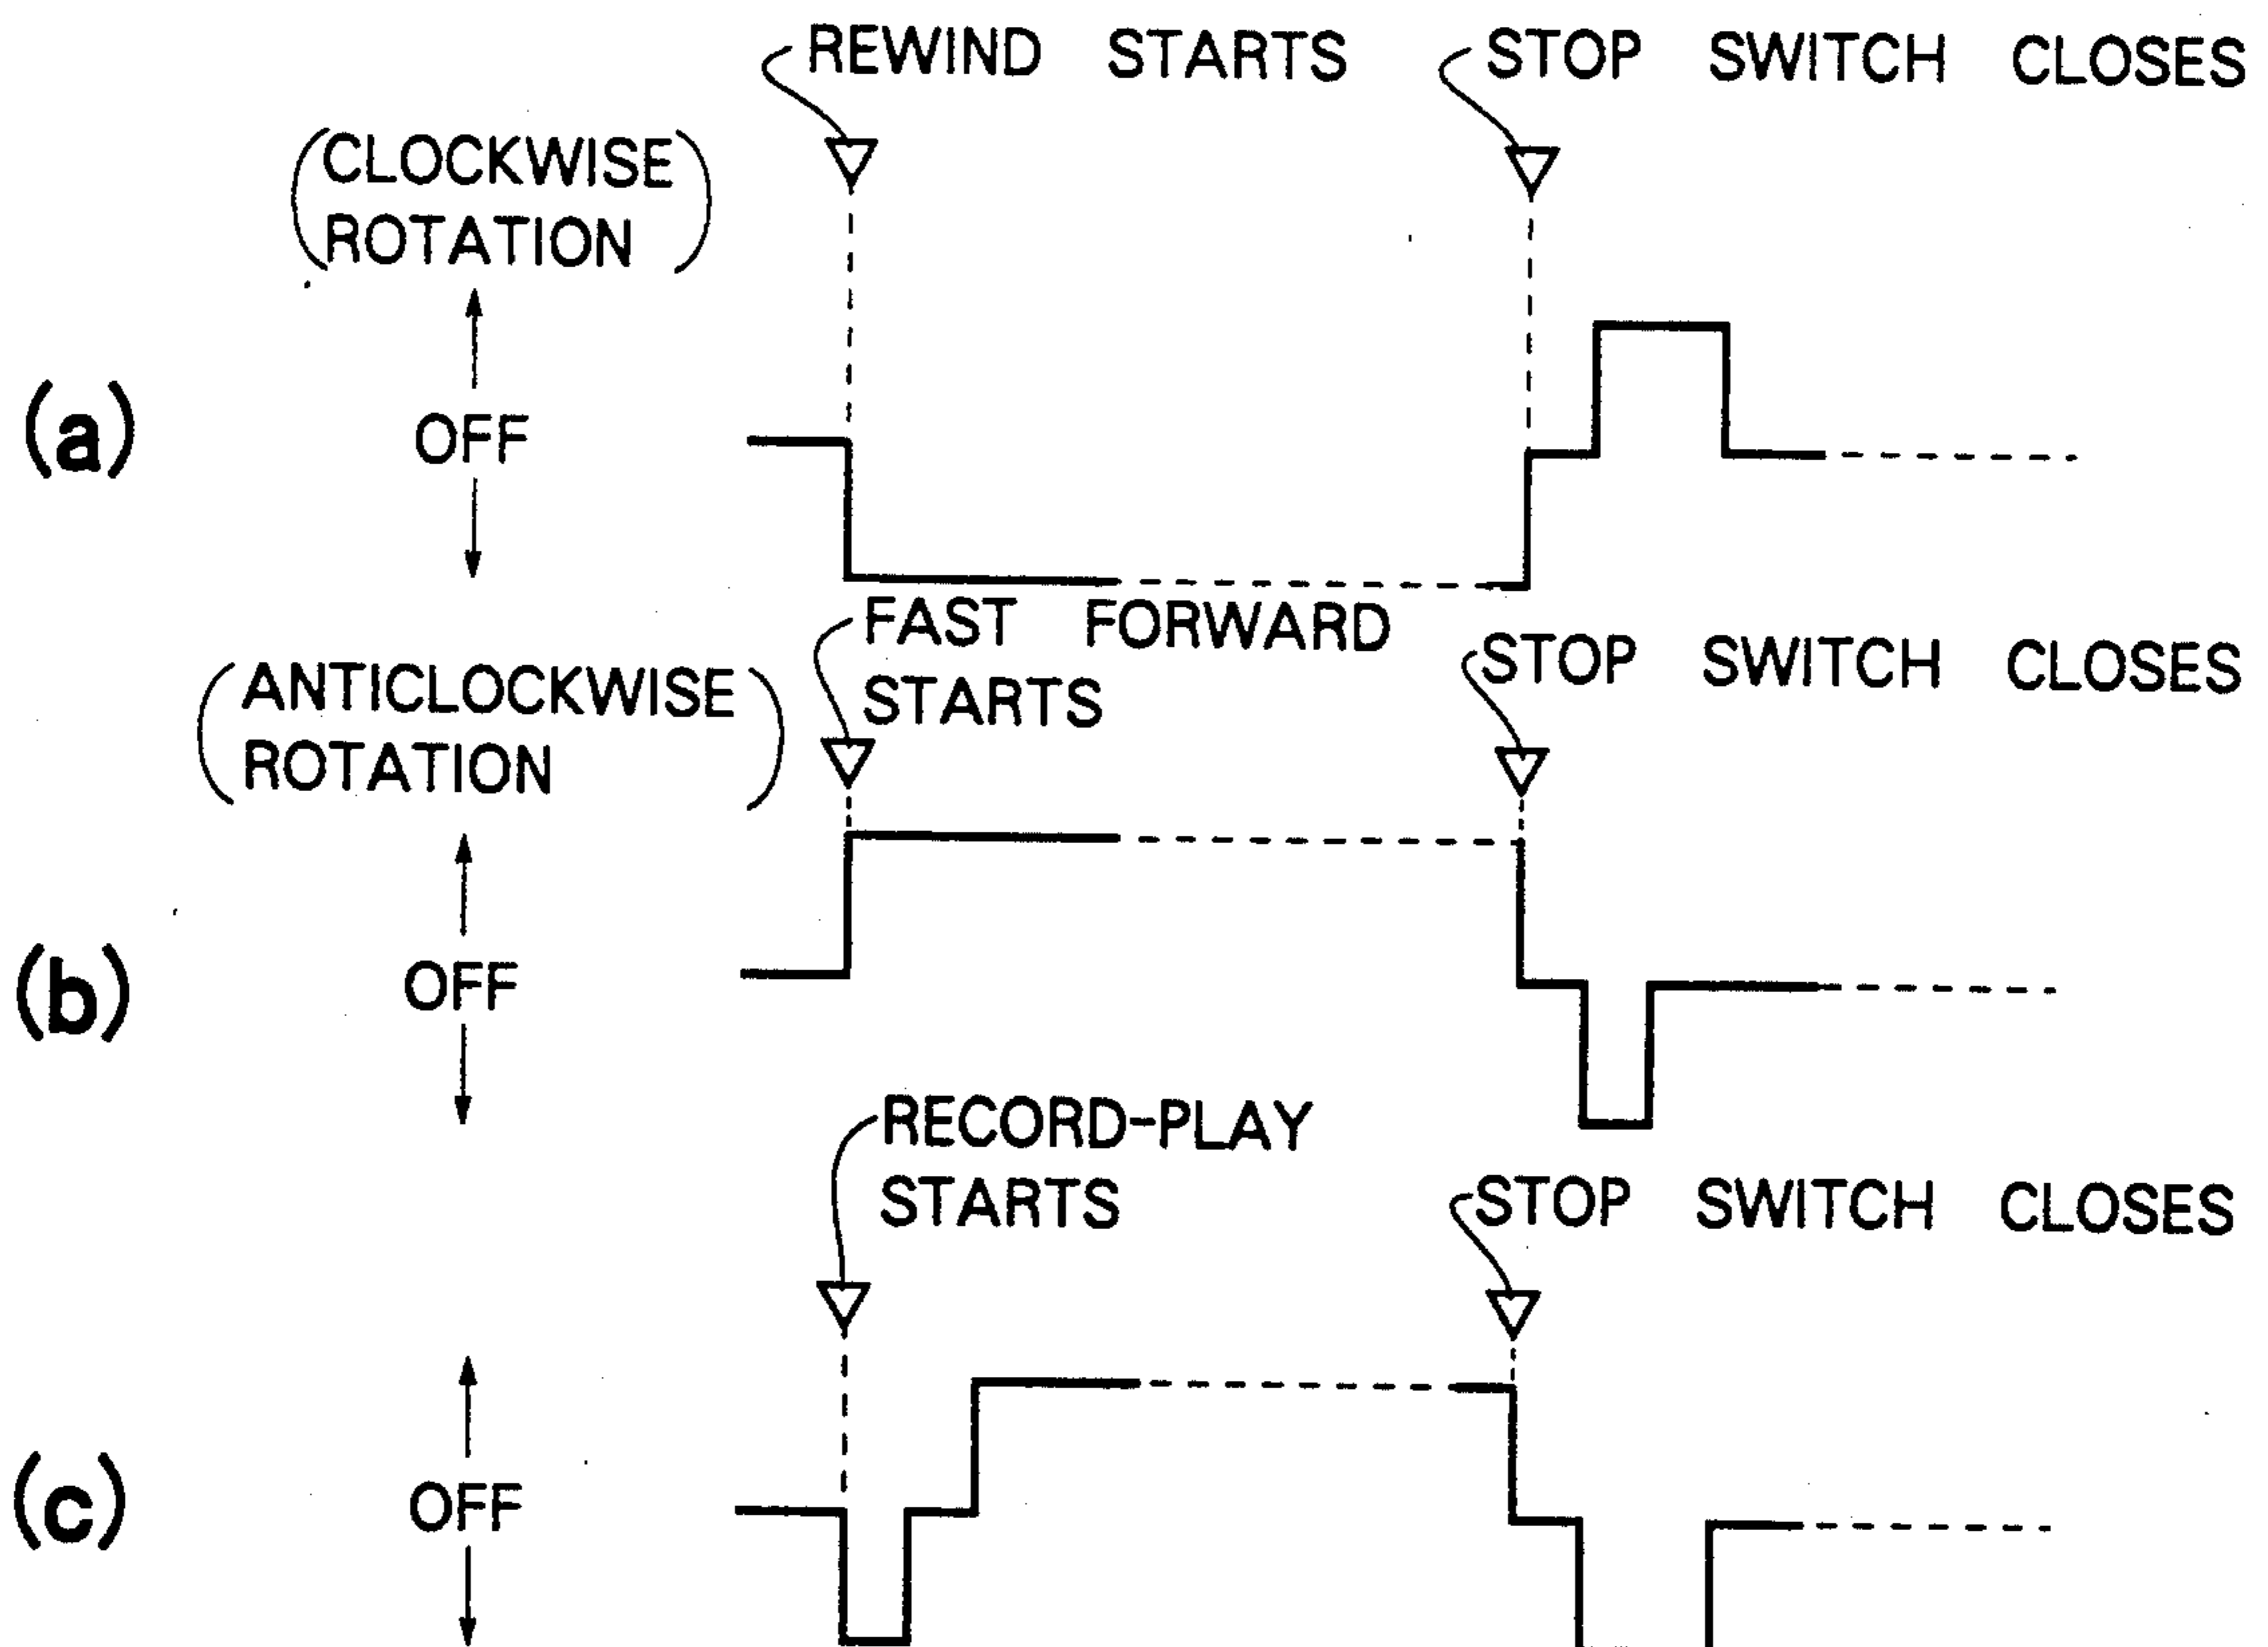 REWIND STARTS
STOP SWITCH CLOSES
(CLOCKWISE
ROTATION)
(a)
OFF
FAST FORWARD
STARTS
STOP SWITCH CLOSES
(ANTICLOCKWISE
ROTATION)
(b)
OFF
RECORD-PLAY
STARTS
STOP SWITCH CLOSES
(c)
OFF